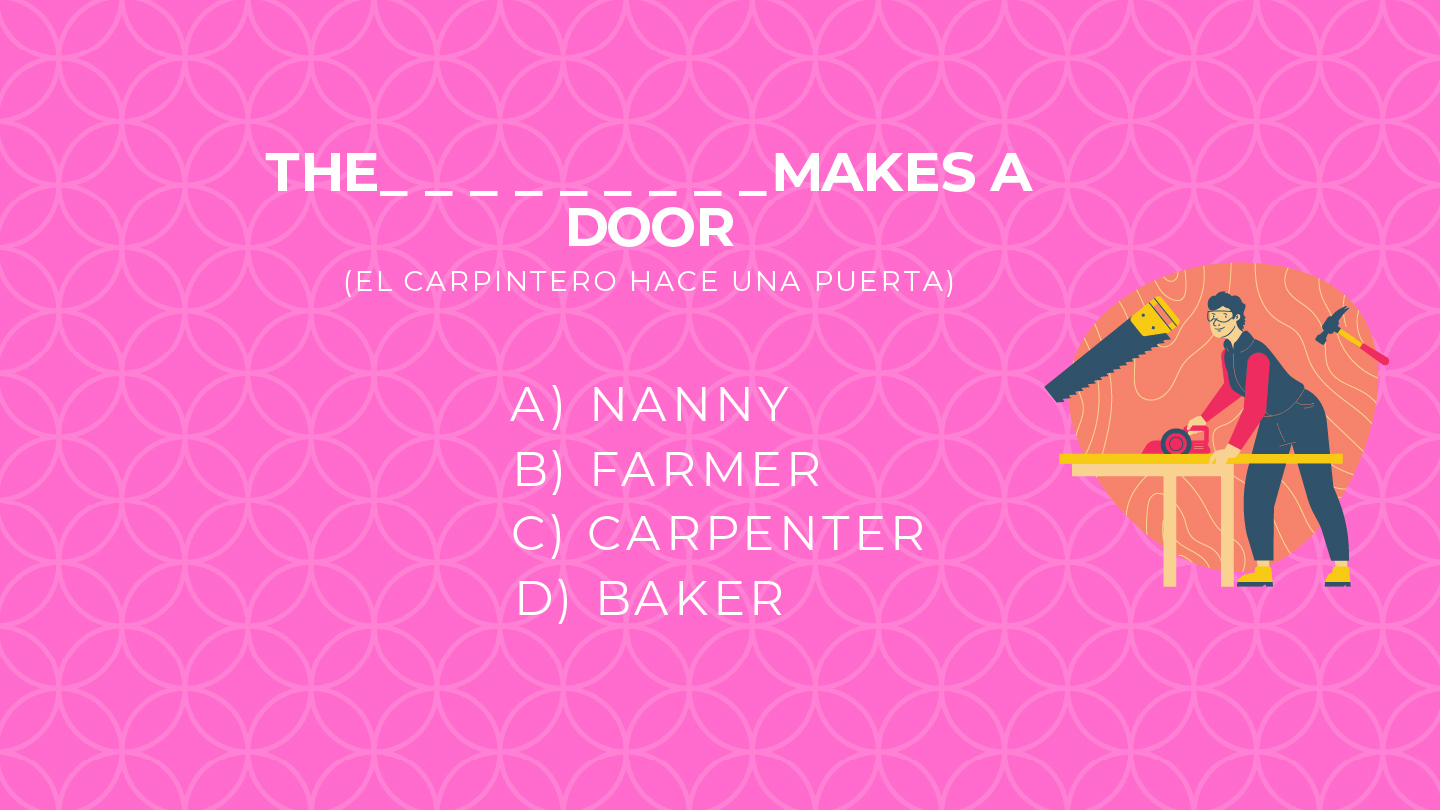 THE_ _ _ _ _ _ _ _ _MAKES A
DOOR
(EL CARPINTERO HACE UNA PUERTA)
A) NANNY
B) FARMER
C) CARPENTER
D) BAKER